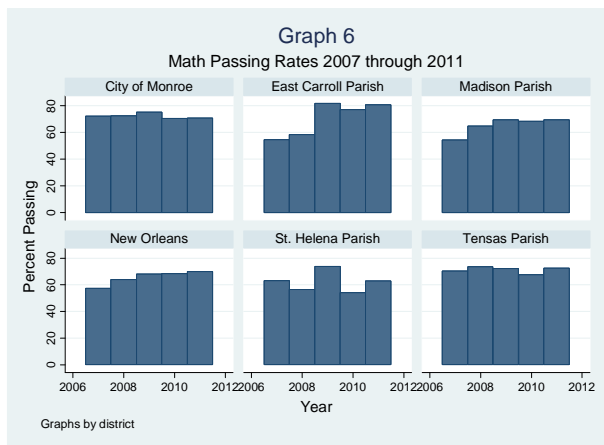 Graph 6
Math Passing Rates 2007 through 2011
City of Monroe East Carroll Parish Madison Parish
80
60
40
20
0
New Orleans St. Helena Parish Tensas Parish
80
60
40
20
0
Percent Passing
2006 2008 2010 2012 2006 2008 2010 2012 2006 2008 2010 2012
Year
Graphs by district